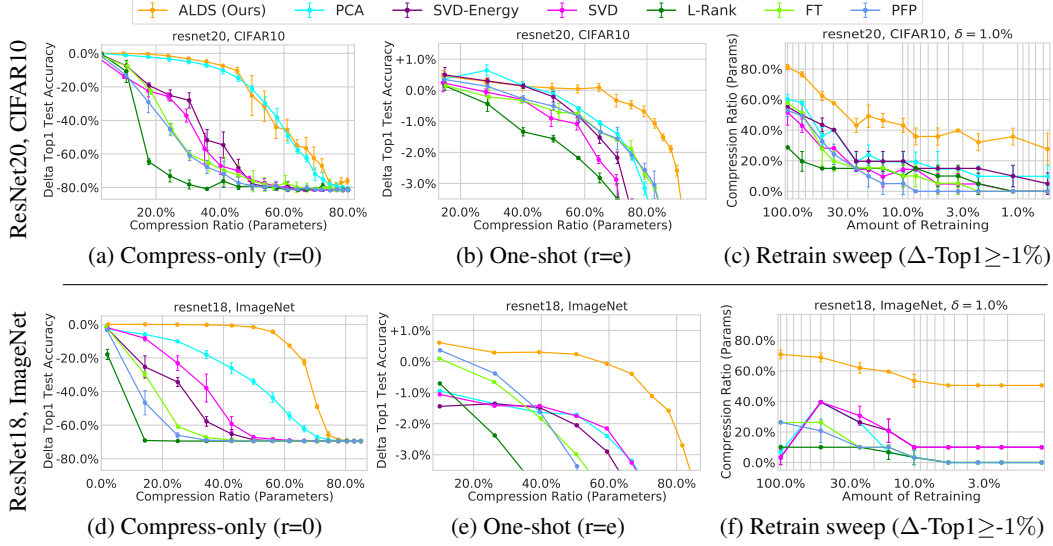 ALDS (Ours) PCA SVD-Energy SVD L-Rank FT PFP
ResNet20, CIFAR10
resnet20, CIFAR10
Delta Top1 Test Accuracy
0.0%
-20.0%
-40.0%
-60.0%
-80.0%
20.0% 40.0% 60.0% 80.0%
Compression Ratio (Parameters)
(a) Compress-only (r=0)
resnet20, CIFAR10
Delta Top1 Test Accuracy
+1.0%
0.0%
-1.0%
-2.0%
-3.0%
20.0% 40.0% 60.0% 80.0%
Compression Ratio (Parameters)
(b) One-shot (r=e)
resnet20, CIFAR10, δ = 1.0%
Compression Ratio (Params)
80.0%
60.0%
40.0%
20.0%
0.0%
100.0% 30.0% 10.0% 3.0% 1.0%
Amount of Retraining
(c) Retrain sweep (Δ-Top1≥-1%)
ResNet18, ImageNet
resnet18, ImageNet
Delta Top1 Test Accuracy
0.0%
-20.0%
-40.0%
-60.0%
-80.0%
0.0% 20.0% 40.0% 60.0% 80.0%
Compression Ratio (Parameters)
(d) Compress-only (r=0)
resnet18, ImageNet
Delta Top1 Test Accuracy
+1.0%
0.0%
-1.0%
-2.0%
-3.0%
20.0% 40.0% 60.0% 80.0%
Compression Ratio (Parameters)
(e) One-shot (r=e)
resnet18, ImageNet, δ = 1.0%
Compression Ratio (Params)
80.0%
60.0%
40.0%
20.0%
0.0%
100.0% 30.0% 10.0% 3.0%
Amount of Retraining
(f) Retrain sweep (Δ-Top1≥-1%)